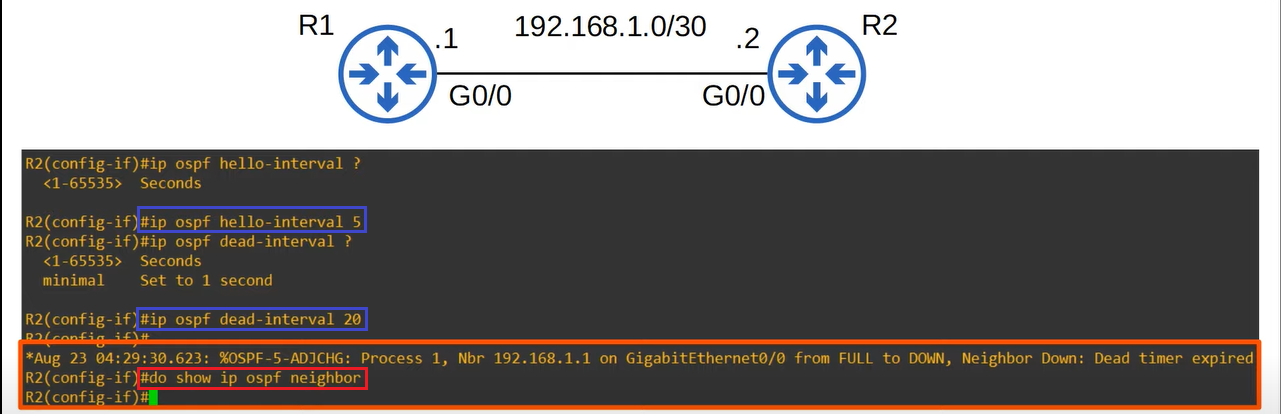 R1
192.168.1.0/30
R2
.1
.2
G0/0
G0/0
R2(config-if)#ip ospf hello-interval ?
<1-65535> Seconds
R2(config-if)#ip ospf hello-interval 5
R2(config-if)#ip ospf dead-interval ?
<1-65535> Seconds
minimal Set to 1 second
R2(config-if)#ip ospf dead-interval 20
R2(config-if)#
*Aug 23 04:29:30.623: %OSPF-5-ADJCHG: Process 1, Nbr 192.168.1.1 on GigabitEthernet0/0 from FULL to DOWN, Neighbor Down: Dead timer expired
R2(config-if)#do show ip ospf neighbor
R2(config-if)#